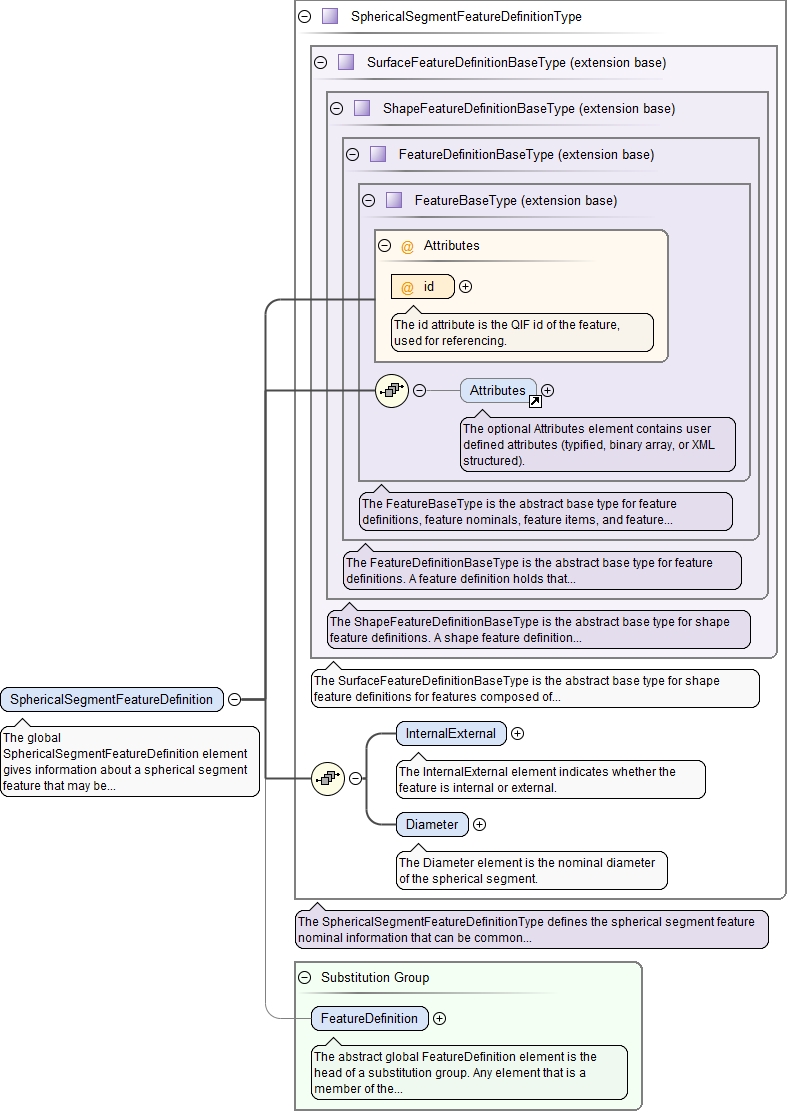 SphericalSegmentFeatureDefinitionType
SurfaceFeatureDefinitionBaseType (extension base)
ShapeFeatureDefinitionBaseType (extension base)
FeatureDefinitionBaseType (extension base)
FeatureBaseType (extension base)
@ Attributes
@ id
The id attribute is the QIF id of the feature,
used for referencing.
Attributes
The optional Attributes element contains user
defined attributes (typified, binary array, or XML
structured).
The FeatureBaseType is the abstract base type for feature
definitions, feature nominals, feature items, and feature...
The FeatureDefinitionBaseType is the abstract base type for feature
definitions. A feature definition holds that...
The ShapeFeatureDefinitionBaseType is the abstract base type for shape
feature definitions. A shape feature definition...
The SurfaceFeatureDefinitionBaseType is the abstract base type for shape
feature definitions for features composed of...
SphericalSegmentFeatureDefinition
The global
SphericalSegmentFeatureDefinition element
gives information about a spherical segment
feature that may be...
InternalExternal
The InternalExternal element indicates whether the
feature is internal or external.
Diameter
The Diameter element is the nominal diameter
of the spherical segment.
The SphericalSegmentFeatureDefinitionType defines the spherical segment feature
nominal information that can be common...
Substitution Group
FeatureDefinition
The abstract global FeatureDefinition element is the
head of a substitution group. Any element that is a
member of the...